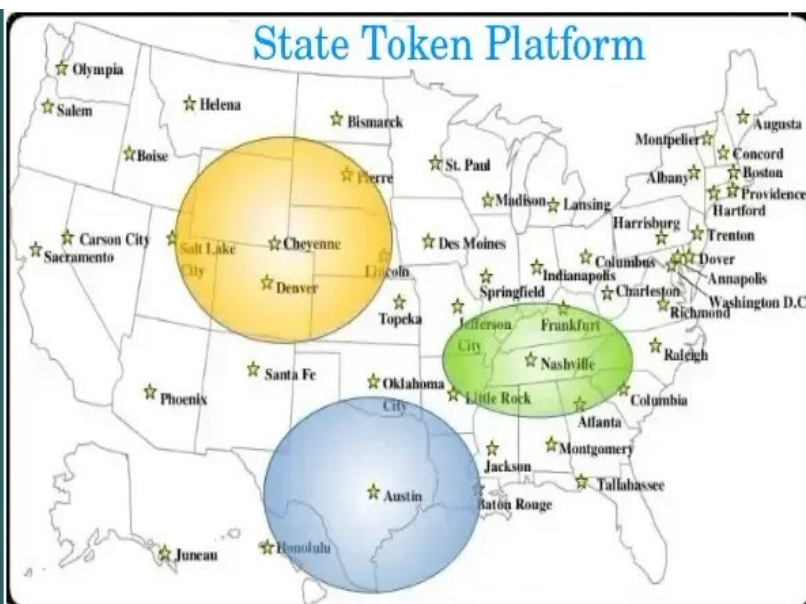 State Token Platform
Olympia
Salem
Helena
Bismarck
Boise
Pierre
St. Paul
Madison
Lansing
Augusta
Montpelier
Concord
Albany
Boston
Providence
Hartford
Harrisburg
Trenton
Carson City
Sacramento
Salt Lake
City
Cheyenne
Denver
Lincoln
Des Moines
Springfield
Indianapolis
Columbus
Charleston
Dover
Annapolis
Washington D.C
Richmond
Topeka
Jefferson
City
Frankfurt
Nashville
Raleigh
Santa Fe
Phoenix
Oklahoma
City
Little Rock
Columbia
Atlanta
Montgomery
Jackson
Tallahassee
Austin
Baton Rouge
Juneau
Honolulu